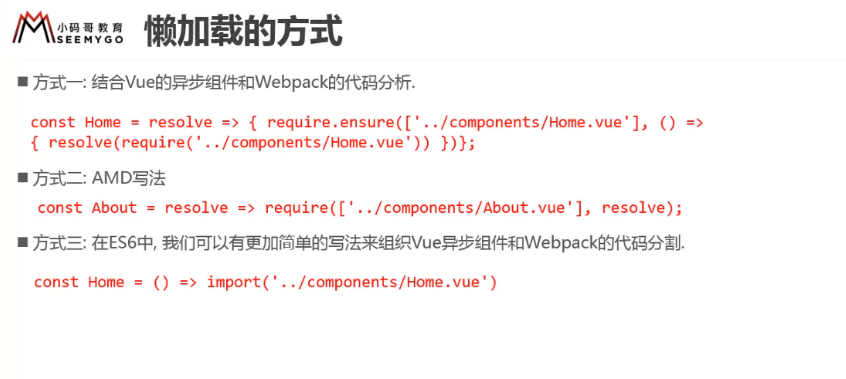 小码哥教育
SEEMYGO
懒加载的方式
方式一: 结合Vue的异步组件和Webpack的代码分析.
const Home = resolve => { require.ensure(['../components/Home.vue'], () =>
{ resolve(require('../components/Home.vue')) })};
方式二: AMD写法
const About = resolve => require(['../components/About.vue'], resolve);
方式三: 在ES6中, 我们可以有更加简单的写法来组织Vue异步组件和Webpack的代码分割.
const Home = () => import('../components/Home.vue')